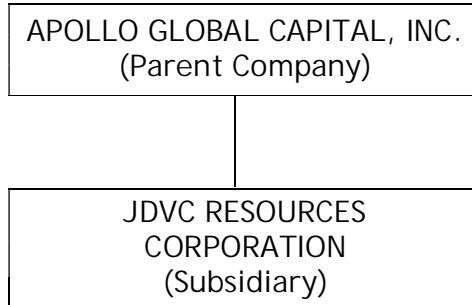 APOLLO GLOBAL CAPITAL, INC.
(Parent Company)
JDVC RESOURCES
CORPORATION
(Subsidiary)